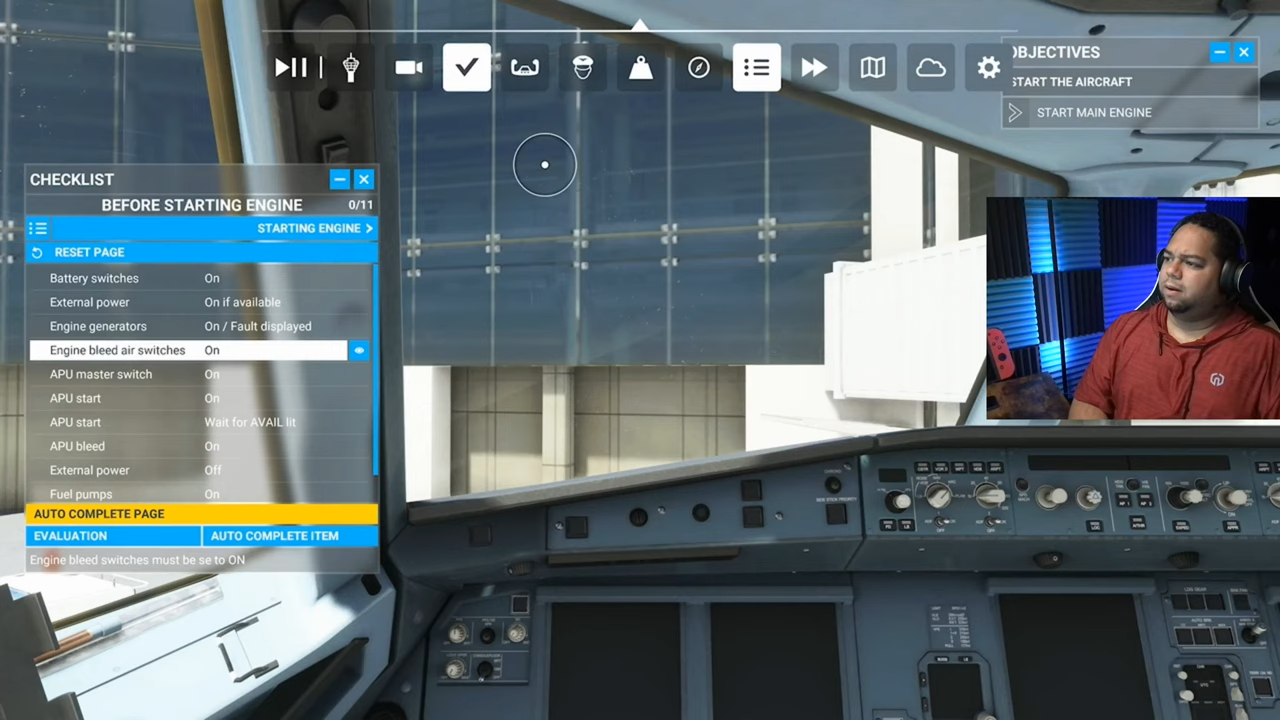 OBJECTIVES
START THE AIRCRAFT
START MAIN ENGINE
CHECKLIST
BEFORE STARTING ENGINE 0/11
STARTING ENGINE
RESET PAGE
Battery switches On
External power On if available
Engine generators On / Fault displayed
Engine bleed air switches On
APU master switch On
APU start On
APU start Wait for AVAIL lit
APU bleed On
External power Off
Fuel pumps On
AUTO COMPLETE PAGE
EVALUATION AUTO COMPLETE ITEM
Engine bleed switches must be se to ON
SIDE STICK PRIORITY